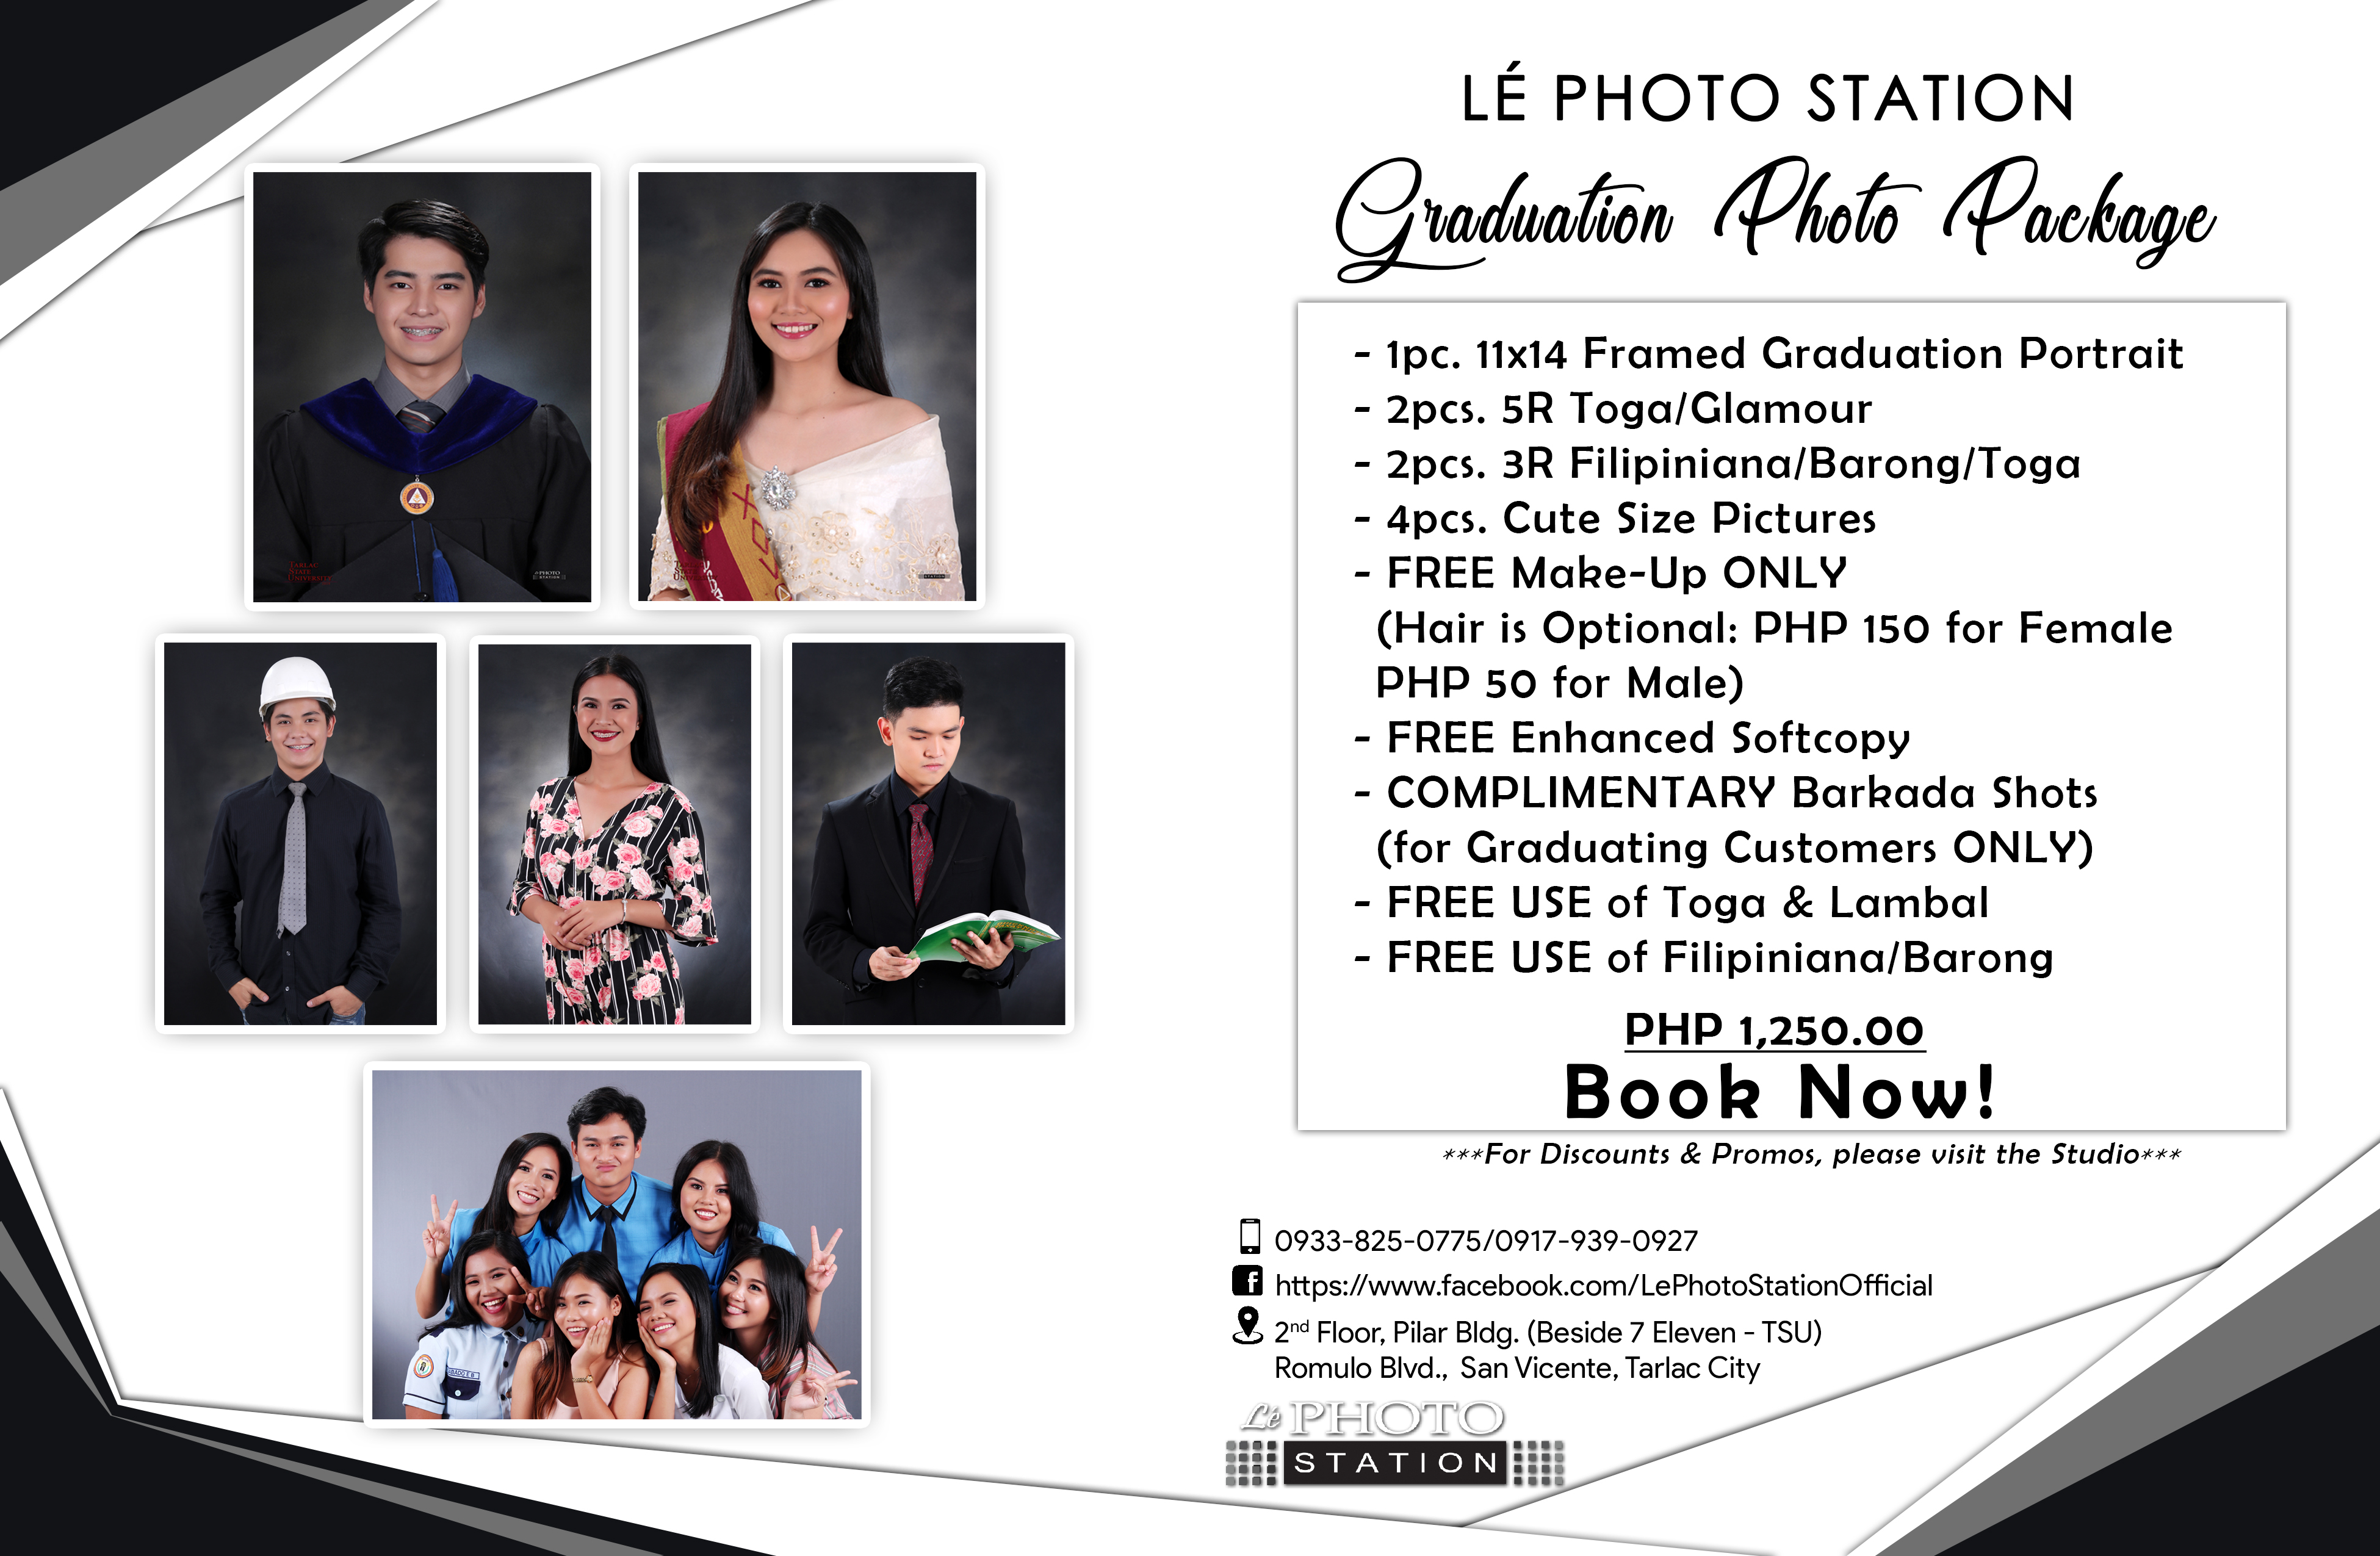 LÉ PHOTO STATION
Graduation Photo Package
- 1pc. 11x14 Framed Graduation Portrait
- 2pcs. 5R Toga/Glamour
- 2pcs. 3R Filipiniana/Barong/Toga
- 4pcs. Cute Size Pictures
- FREE Make-Up ONLY
(Hair is Optional: PHP 150 for Female
PHP 50 for Male)
- FREE Enhanced Softcopy
- COMPLIMENTARY Barkada Shots
(for Graduating Customers ONLY)
- FREE USE of Toga & Lambal
- FREE USE of Filipiniana/Barong
PHP 1,250.00
Book Now!
***For Discounts & Promos, please visit the Studio***
0933-825-0775/0917-939-0927
https://www.facebook.com/LePhotoStationOfficial
2nd Floor, Pilar Bldg. (Beside 7 Eleven - TSU)
Romulo Blvd., San Vicente, Tarlac City
Lé PHOTO
STATION
TARLAC
STATE
UNIVERSITY
PHOTO
STATION